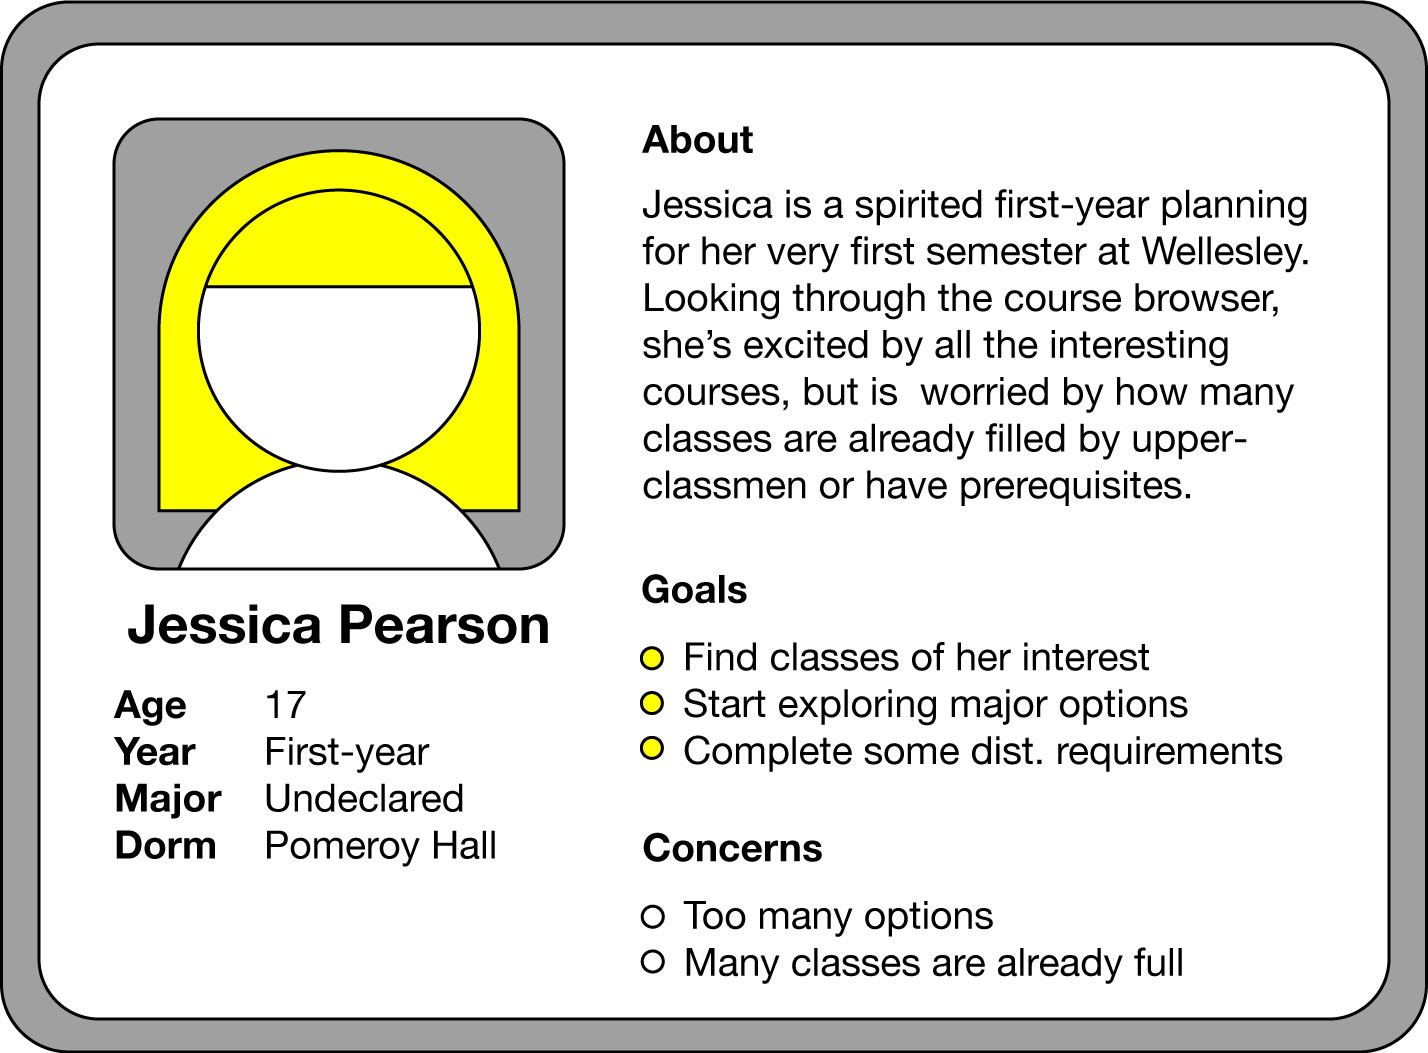 Jessica Pearson
Age 17
Year First-year
Major Undeclared
Dorm Pomeroy Hall
About
Jessica is a spirited first-year planning
for her very first semester at Wellesley.
Looking through the course browser,
she’s excited by all the interesting
courses, but is  worried by how many
classes are already filled by upper-
classmen or have prerequisites.
Goals
Find classes of her interest
Start exploring major options
Complete some dist. requirements
Concerns
Too many options
Many classes are already full